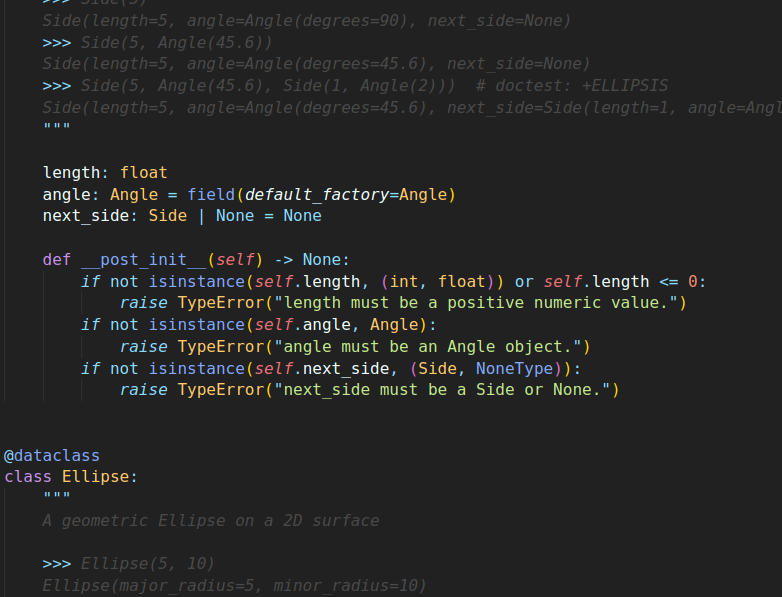 >>> Side(5)
Side(length=5, angle=Angle(degrees=90), next_side=None)
>>> Side(5, Angle(45.6))
Side(length=5, angle=Angle(degrees=45.6), next_side=None)
>>> Side(5, Angle(45.6), Side(1, Angle(2)))  # doctest: +ELLIPSIS
Side(length=5, angle=Angle(degrees=45.6), next_side=Side(length=1, angle=Angl
"""
length: float
angle: Angle = field(default_factory=Angle)
next_side: Side | None = None
def __post_init__(self) -> None:
if not isinstance(self.length, (int, float)) or self.length <= 0:
raise TypeError("length must be a positive numeric value.")
if not isinstance(self.angle, Angle):
raise TypeError("angle must be an Angle object.")
if not isinstance(self.next_side, (Side, NoneType)):
raise TypeError("next_side must be a Side or None.")
@dataclass
class Ellipse:
"""
A geometric Ellipse on a 2D surface
>>> Ellipse(5, 10)
Ellipse(major_radius=5, minor_radius=10)